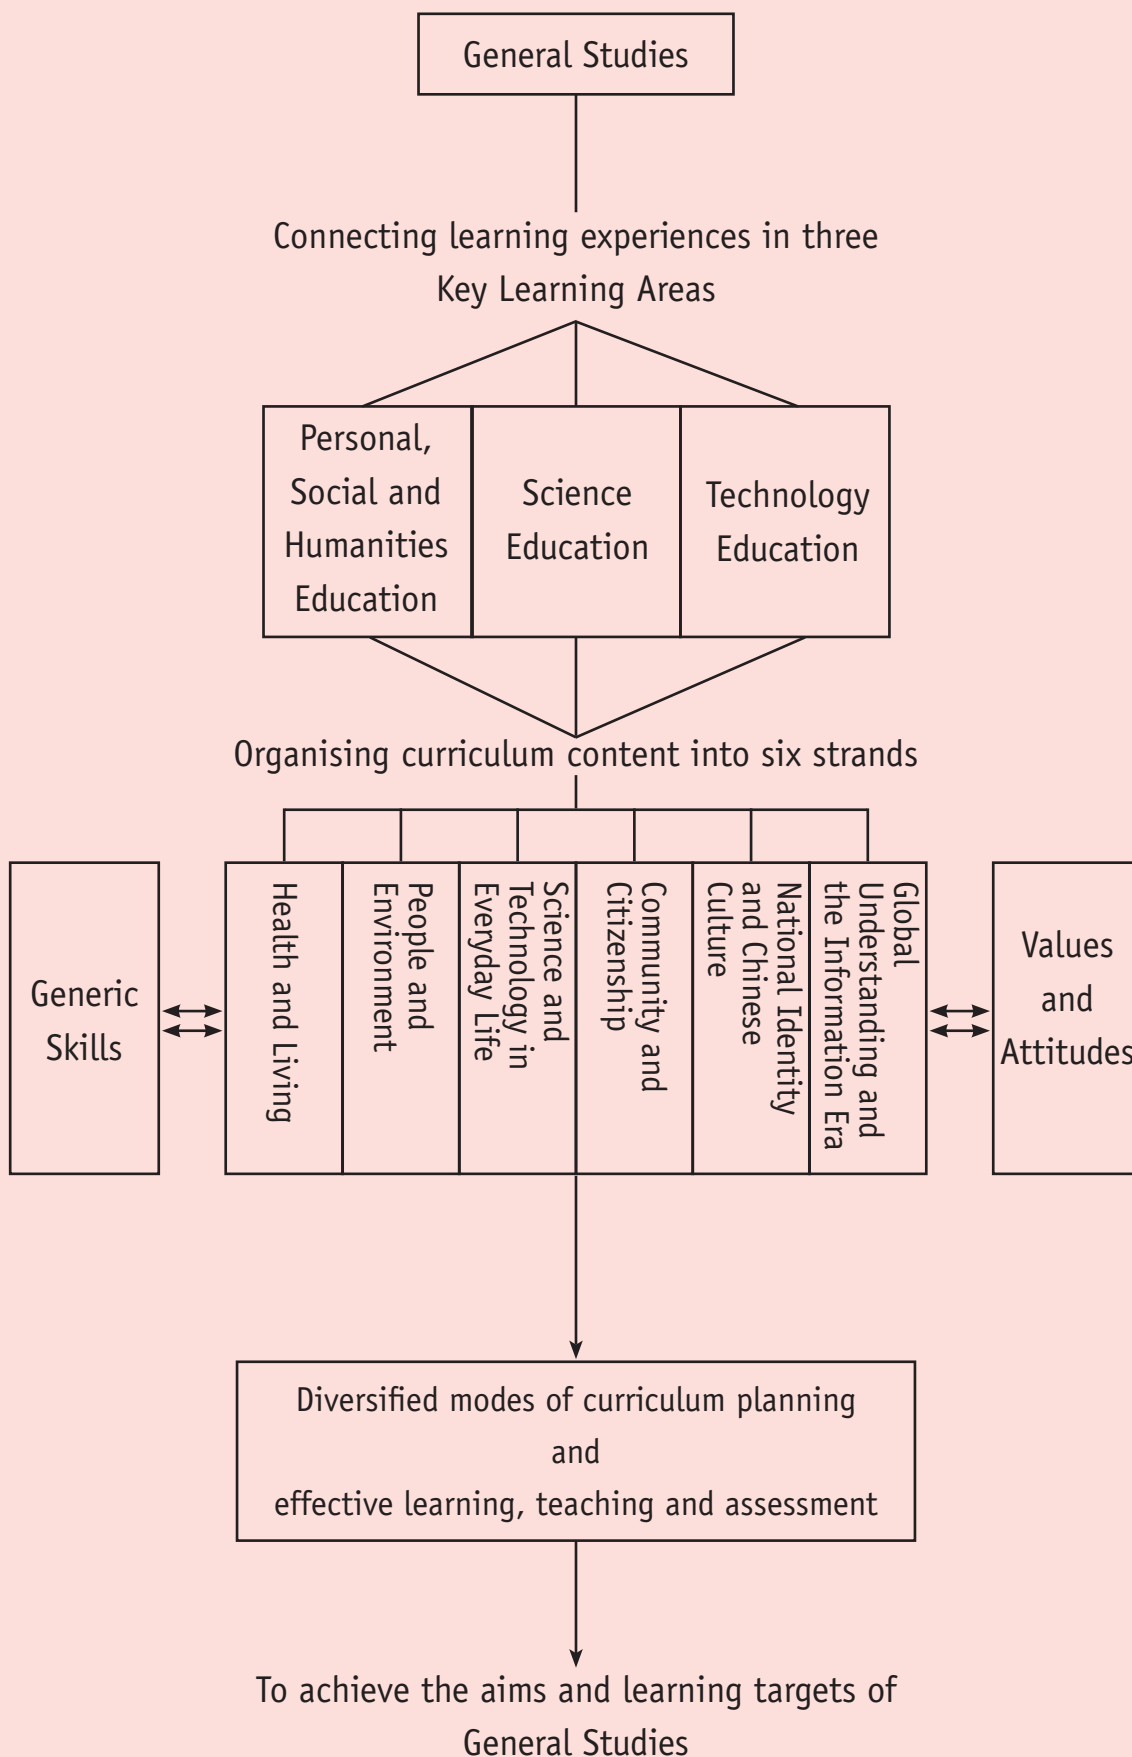 General Studies
Connecting learning experiences in three
Key Learning Areas
Personal,
Social and
Humanities
Education
Science
Education
Technology
Education
Organising curriculum content into six strands
Generic
Skills
Health and Living
People and
Environment
Science and
Technology in
Everyday Life
Community and
Citizenship
National Identity
and Chinese
Culture
Global
Understanding and
the Information Era
Values
and
Attitudes
Diversified modes of curriculum planning
and
effective learning, teaching and assessment
To achieve the aims and learning targets of
General Studies